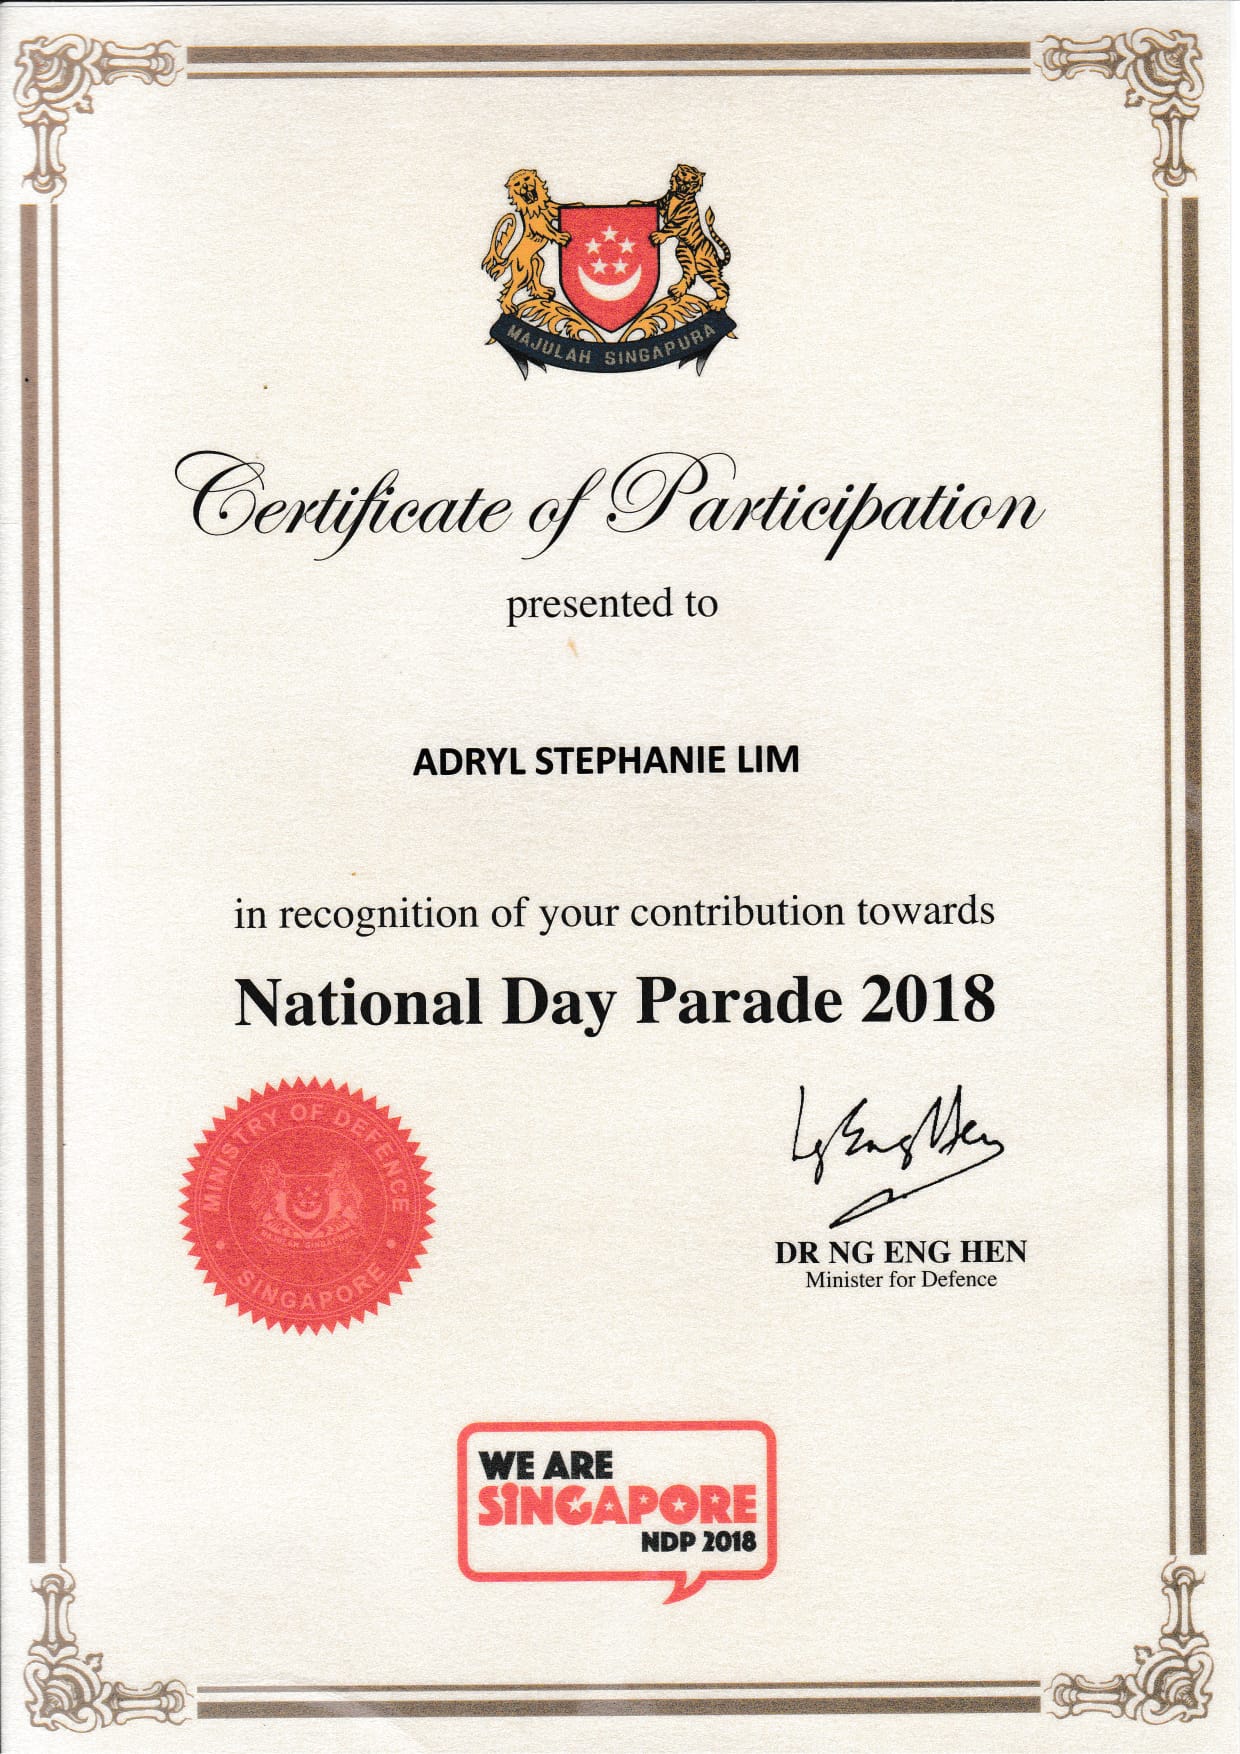 MAJULAH SINGAPURA
Certificate of Participation
presented to
ADRYL STEPHANIE LIM
in recognition of your contribution towards
National Day Parade 2018
MINISTRY OF DEFENCE
MAJULAH SINGAPURA
SINGAPORE
Ng Eng Hen
DR NG ENG HEN
Minister for Defence
WE ARE
SINGAPORE
NDP 2018